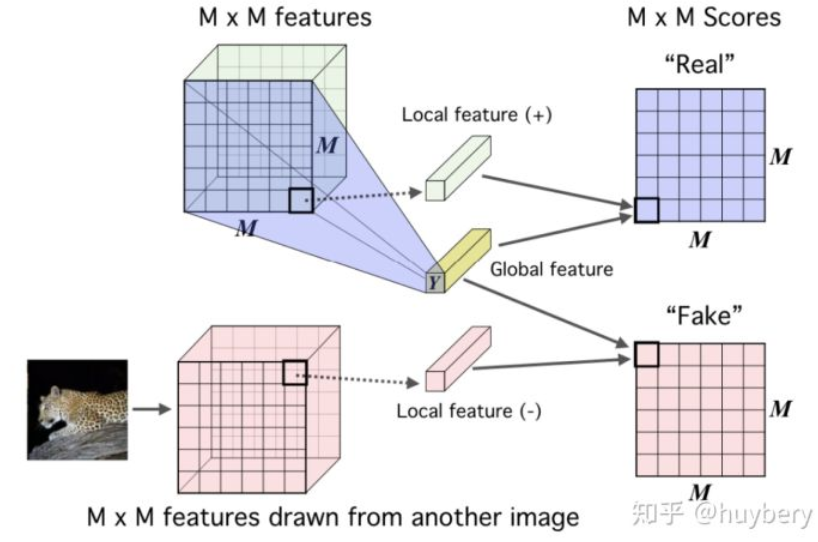 M x M features
M x M Scores
“Real”
Local feature (+)
M
M
M
M
Y
Global feature
“Fake”
Local feature (-)
M
M
M x M features drawn from another image
知乎 @huybery